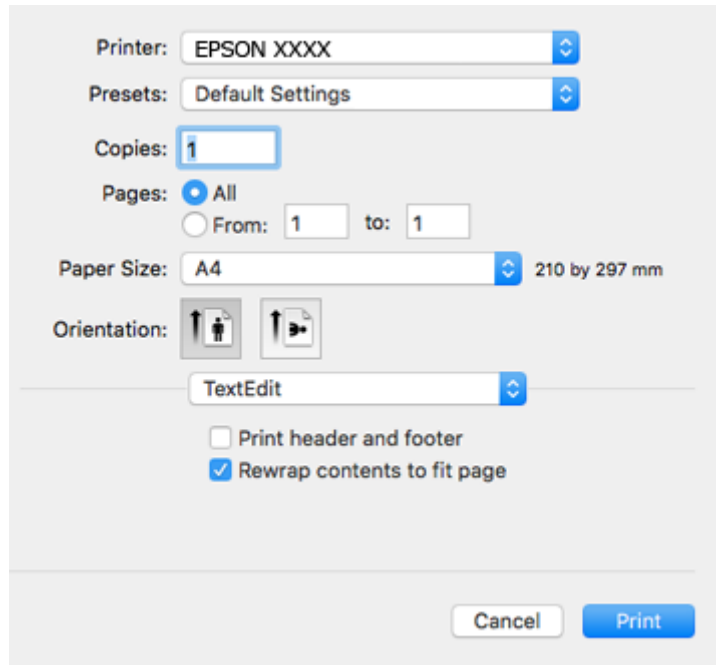 Printer: EPSON XXXX
Presets: Default Settings
Copies: 1
Pages: All
From: 1 to: 1
Paper Size: A4 210 by 297 mm
Orientation:
TextEdit
Print header and footer
Rewrap contents to fit page
Cancel Print